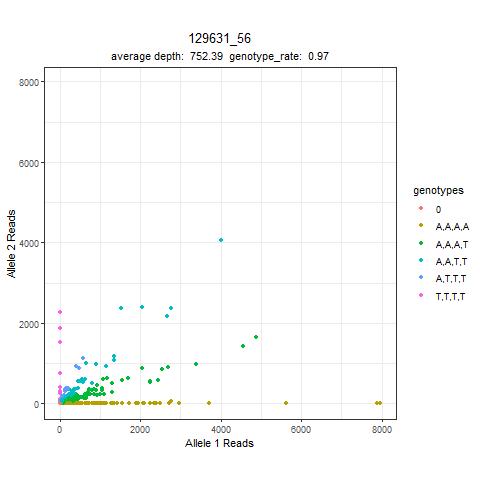 129631_56
average depth:  752.39  genotype_rate:  0.97
8000
6000
4000
2000
0
Allele 2 Reads
0 2000 4000 6000 8000
Allele 1 Reads
genotypes
0
A,A,A,A
A,A,A,T
A,A,T,T
A,T,T,T
T,T,T,T